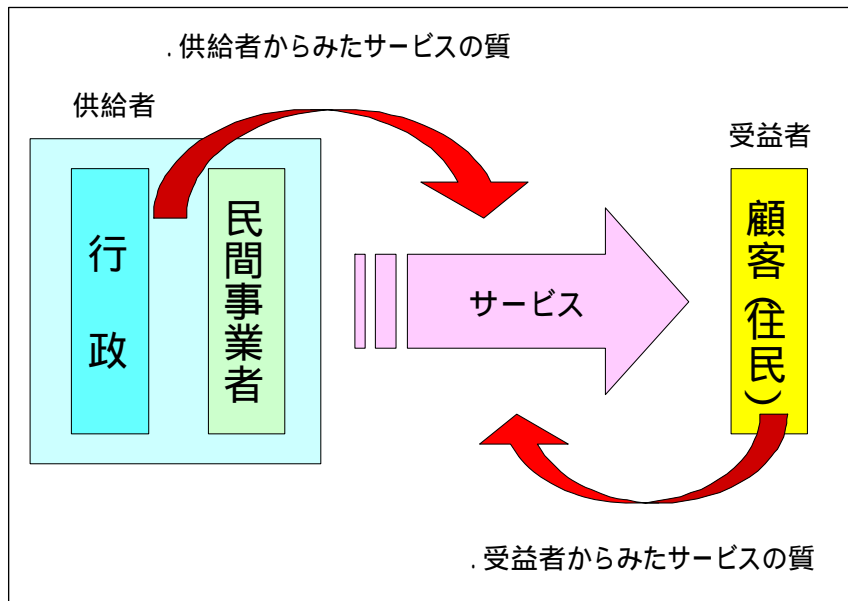 .供給者からみたサービスの質
供給者
受益者
行政
民間事業者
サービス
顧客(住民)
.受益者からみたサービスの質